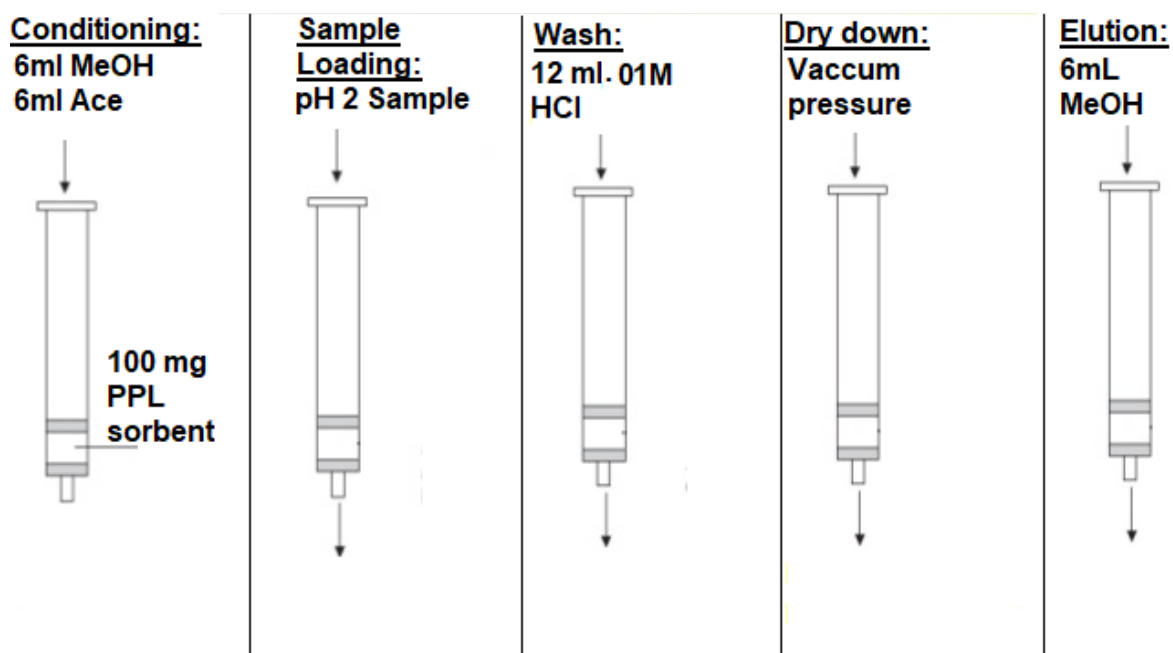 Conditioning:
6ml MeOH
6ml Ace
100 mg
PPL
sorbent
Sample
Loading:
pH 2 Sample
Wash:
12 ml .01M
HCl
Dry down:
Vaccum
pressure
Elution:
6mL
MeOH